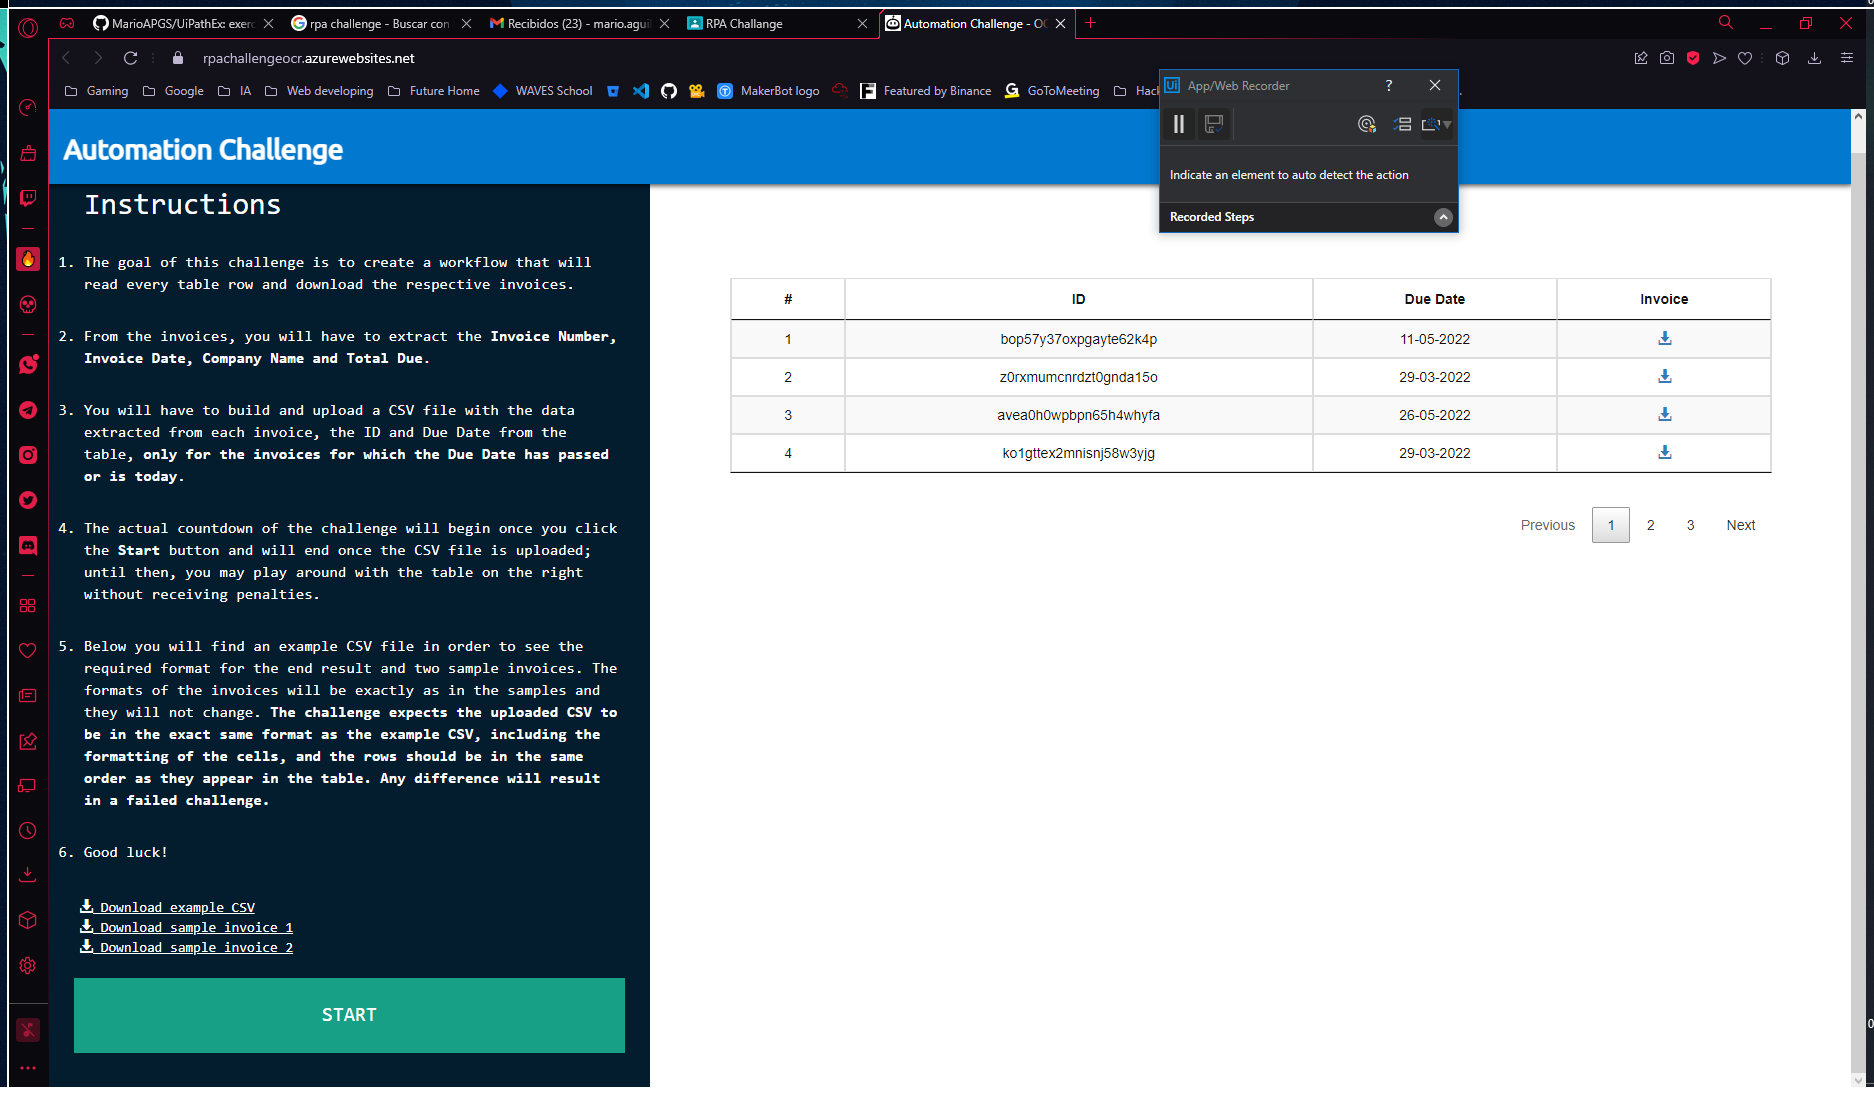 MarioAPGS/UiPathEx: exerc
rpa challenge - Buscar con
Recibidos (23) - mario.agui
RPA Challange
Automation Challenge - OC
rpachallengeocr.azurewebsites.net
Gaming
Google
IA
Web developing
Future Home
WAVES School
MakerBot logo
Featured by Binance
GoToMeeting
Hack
Ui App/Web Recorder ?
Indicate an element to auto detect the action
Recorded Steps
Automation Challenge
Instructions
1. The goal of this challenge is to create a workflow that will
read every table row and download the respective invoices.
2. From the invoices, you will have to extract the Invoice Number,
Invoice Date, Company Name and Total Due.
3. You will have to build and upload a CSV file with the data
extracted from each invoice, the ID and Due Date from the
table, only for the invoices for which the Due Date has passed
or is today.
4. The actual countdown of the challenge will begin once you click
the Start button and will end once the CSV file is uploaded;
until then, you may play around with the table on the right
without receiving penalties.
5. Below you will find an example CSV file in order to see the
required format for the end result and two sample invoices. The
formats of the invoices will be exactly as in the samples and
they will not change. The challenge expects the uploaded CSV to
be in the exact same format as the example CSV, including the
formatting of the cells, and the rows should be in the same
order as they appear in the table. Any difference will result
in a failed challenge.
6. Good luck!
Download example CSV
Download sample invoice 1
Download sample invoice 2
START
# ID Due Date Invoice
1 bop57y37oxpgayte62k4p 11-05-2022
2 z0rxmumcnrdzt0gnda15o 29-03-2022
3 avea0h0wpbpn65h4whyfa 26-05-2022
4 ko1gttex2mnisnj58w3yjg 29-03-2022
Previous 1 2 3 Next